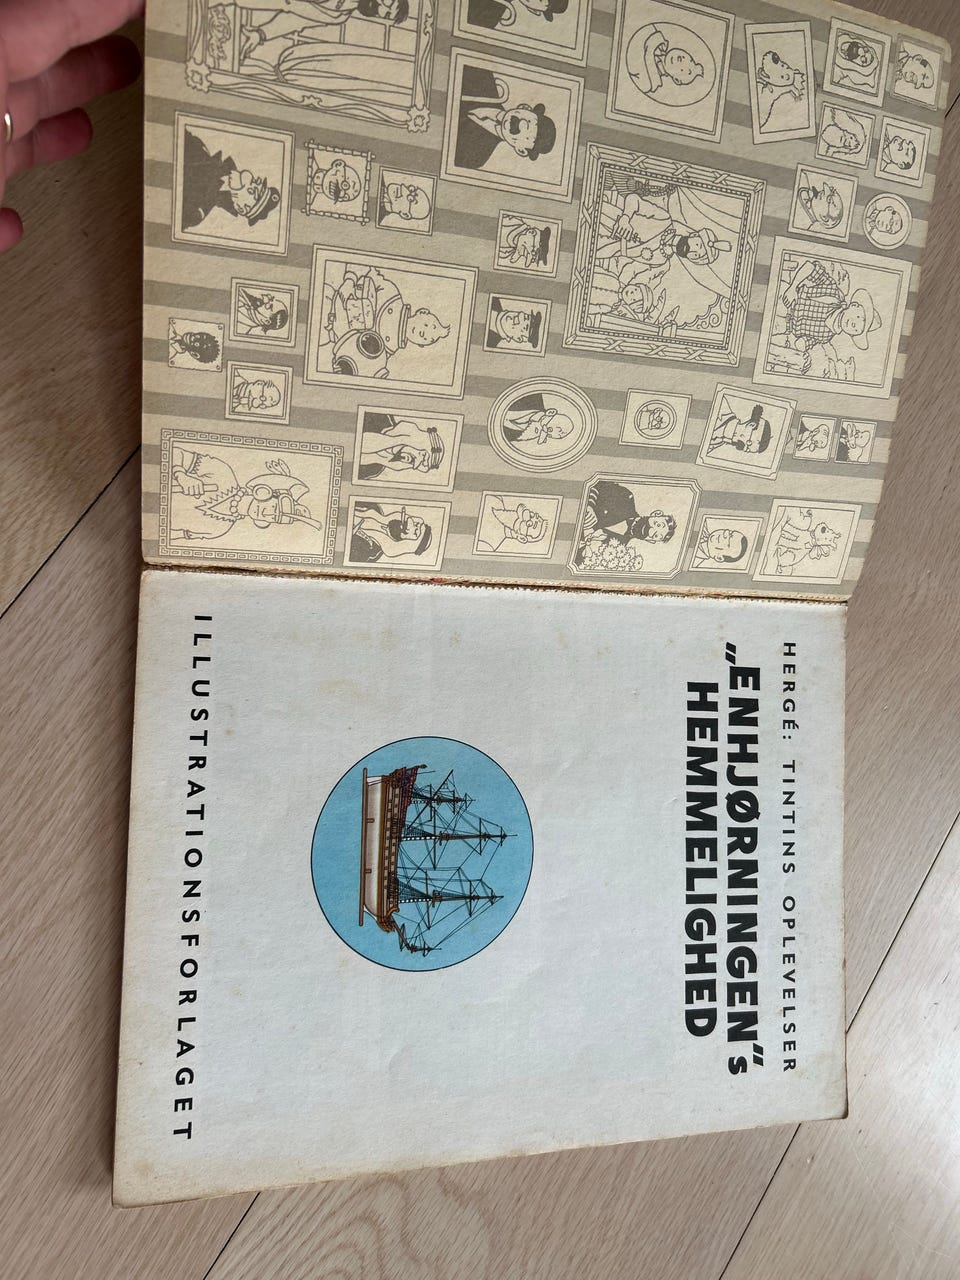 HERGÉ: TINTINS OPLEVELSER
„ENHJØRNINGEN“s
HEMMELIGHED
ILLUSTRATIONSFORLAGET